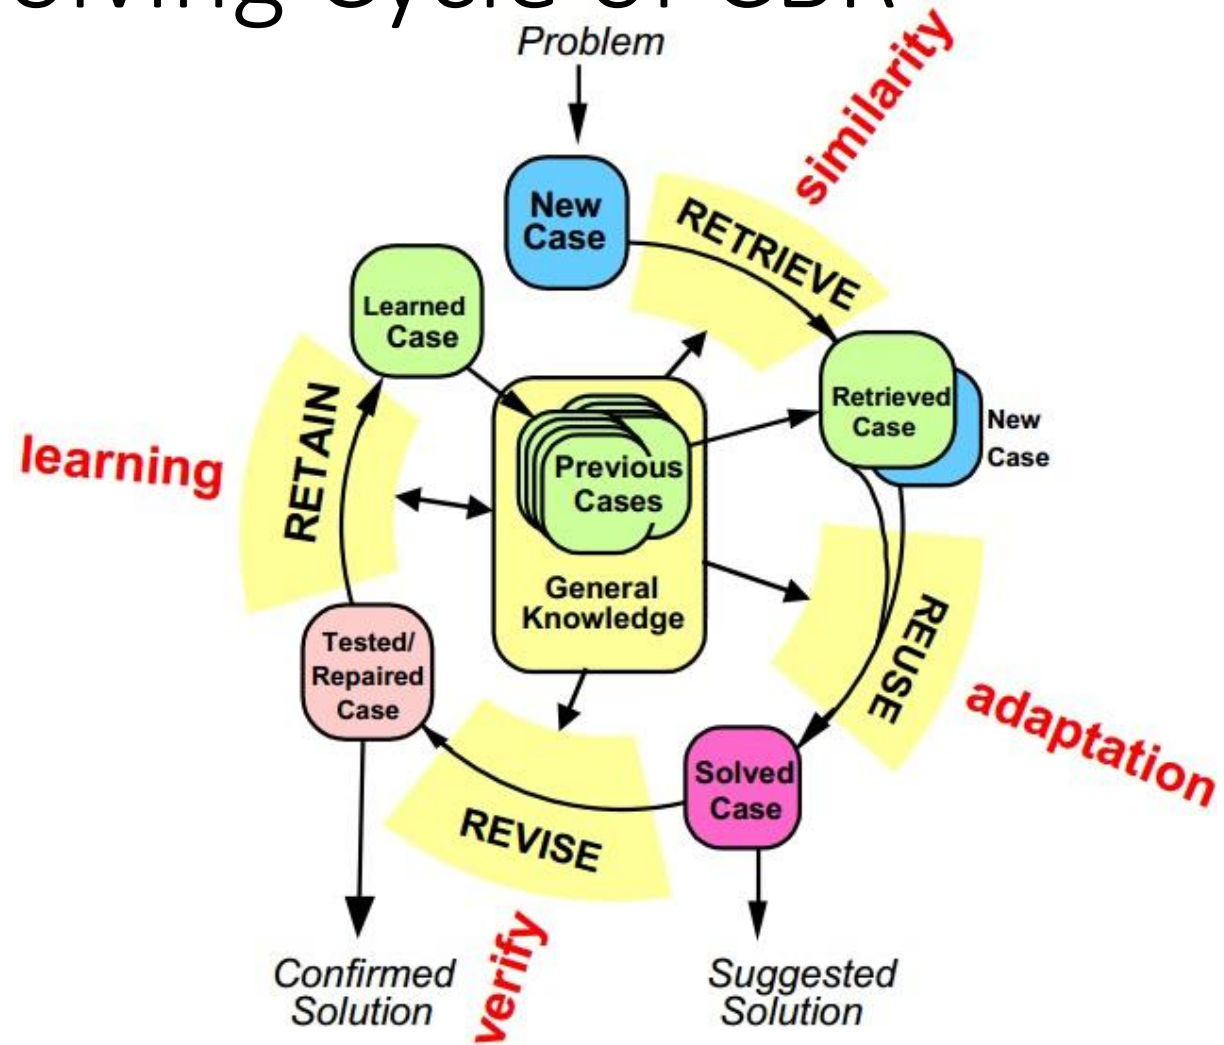 Problem
similarity
New
Case
RETRIEVE
Learned
Case
Retrieved
Case
New
Case
RETAIN
learning
Previous
Cases
General
Knowledge
REUSE
adaptation
Tested/
Repaired
Case
Solved
Case
REVISE
verify
Confirmed
Solution
Suggested
Solution